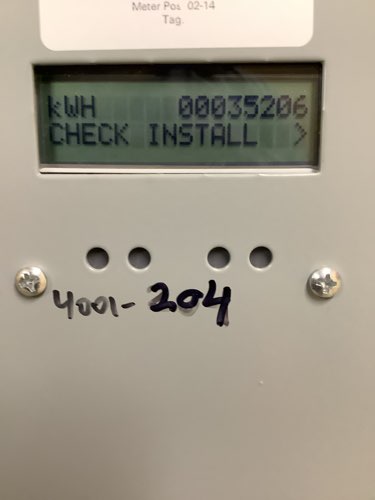 Meter Pos 02-14
Tag.
kWH 00035206
CHECK INSTALL >
4001-204